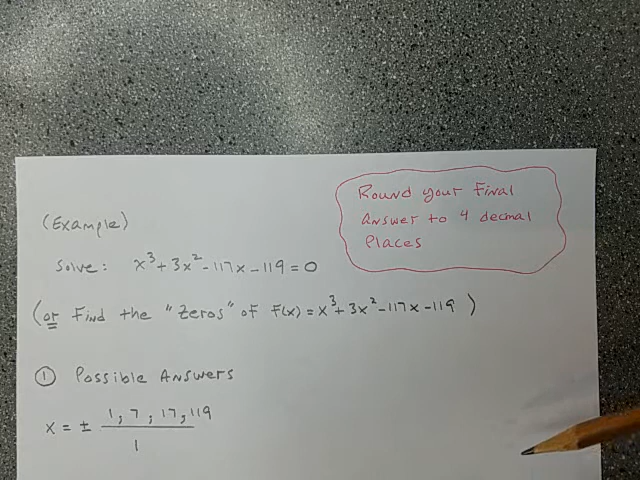 Round your Final
Answer to 4 decmal
Places
(Example)
Solve: x³+3x²-117x-119=0
(or Find the "Zeros" of F(x)=x³+3x²-117x-119)
① Possible Answers
x = ± 1, 7, 17, 119
1